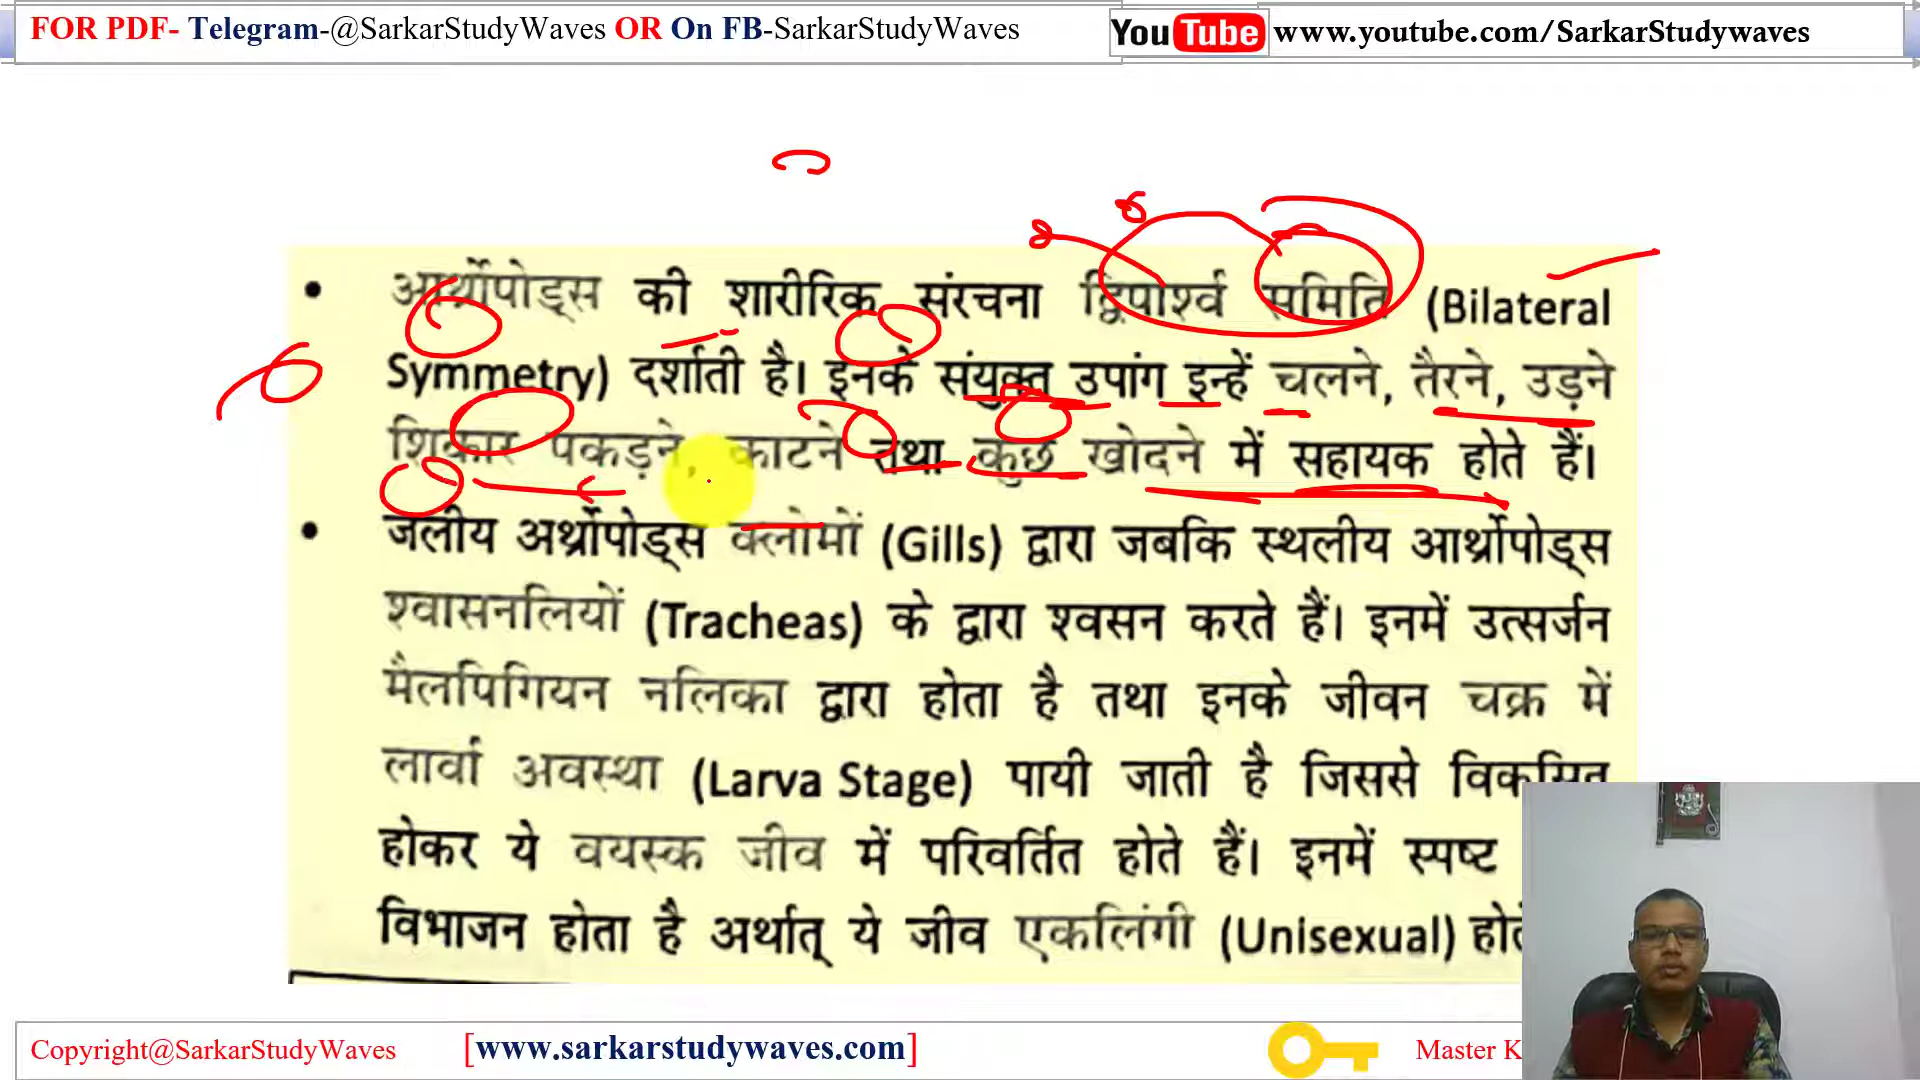 FOR PDF- Telegram-@SarkarStudyWaves OR On FB-SarkarStudyWaves
YouTube www.youtube.com/SarkarStudywaves
• आर्थ्रोपोड्स की शारीरिक संरचना द्विपार्श्व समिति (Bilateral
Symmetry) दर्शाती है। इनके संयुक्त उपांग इन्हें चलने, तैरने, उड़ने
शिकार पकड़ने, काटने तथा कुछ खोदने में सहायक होते हैं।
• जलीय अर्थ्रोपोड्स क्लोमों (Gills) द्वारा जबकि स्थलीय आर्थ्रोपोड्स
श्वासनलियों (Tracheas) के द्वारा श्वसन करते हैं। इनमें उत्सर्जन
मैलपिगियन नलिका द्वारा होता है तथा इनके जीवन चक्र में
लार्वा अवस्था (Larva Stage) पायी जाती है जिससे विकसित
होकर ये वयस्क जीव में परिवर्तित होते हैं। इनमें स्पष्ट
विभाजन होता है अर्थात् ये जीव एकलिंगी (Unisexual) होते
Copyright@SarkarStudyWaves [www.sarkarstudywaves.com] Master K